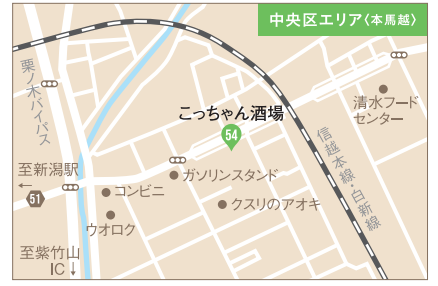 中央区エリア〈本馬越〉
栗ノ木バイパス
こっちゃん酒場
54
清水フード
センター
信越本線・白新線
至新潟駅
51
コンビニ
ガソリンスタンド
ウオロク
クスリのアオキ
至紫竹山
IC↓